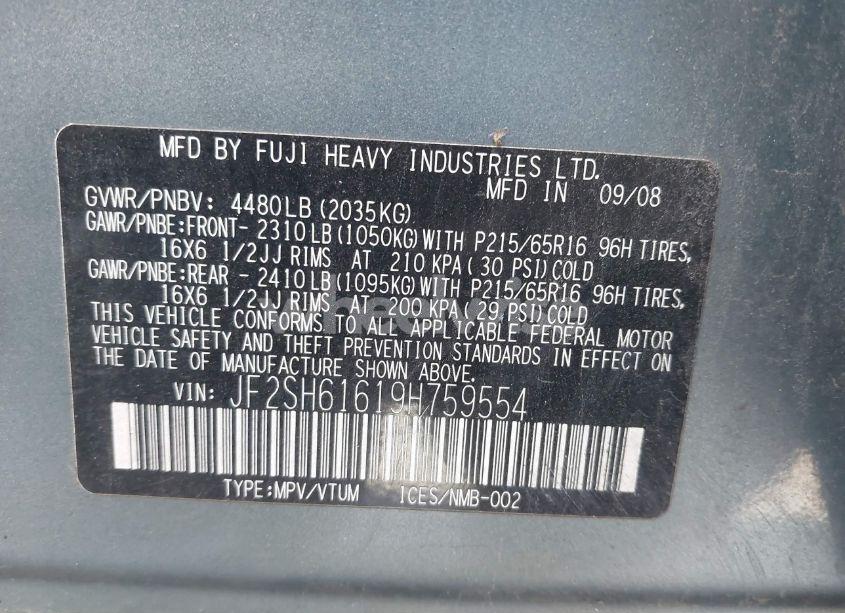 MFD BY FUJI HEAVY INDUSTRIES LTD.
MFD IN 09/08
GVWR/PNBV: 4480LB (2035KG)
GAWR/PNBE:FRONT- 2310LB (1050KG) WITH P215/65R16 96H TIRES,
16X6 1/2JJ RIMS AT 210 KPA ( 30 PSI) COLD
GAWR/PNBE:REAR - 2410LB (1095KG) WITH P215/65R16 96H TIRES,
16X6 1/2JJ RIMS AT 200 KPA ( 29 PSI) COLD
THIS VEHICLE CONFORMS TO ALL APPLICABLE FEDERAL MOTOR
VEHICLE SAFETY AND THEFT PREVENTION STANDARDS IN EFFECT ON
THE DATE OF MANUFACTURE SHOWN ABOVE.
VIN: JF2SH61619H759554
TYPE:MPV/VTUM ICES/NMB-002